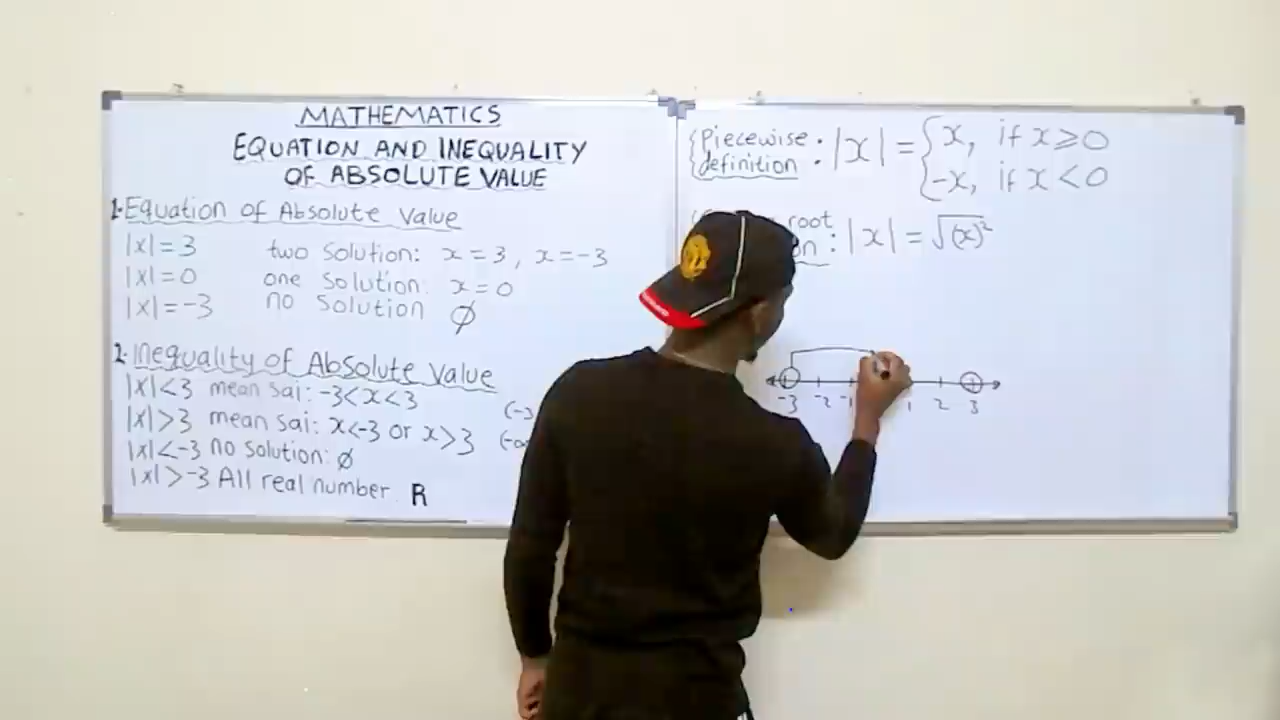 MATHEMATICS
EQUATION AND INEQUALITY
OF ABSOLUTE VALUE
1. Equation of Absolute Value
|x|=3 two solution: x=3, x=-3
|x|=0 one solution: x=0
|x|=-3 no solution ∅
2. Inequality of Absolute Value
|x|<3 mean sai: -3<x<3 (-3
|x|>3 mean sai: x<-3 or x>3
|x|<-3 no solution: ∅
|x|>-3 All real number R
Piecewise definition: |x| = { x, if x⩾0
-x, if x<0
root
: |x| = √(x)²
-3 -2 -1 1 2 3